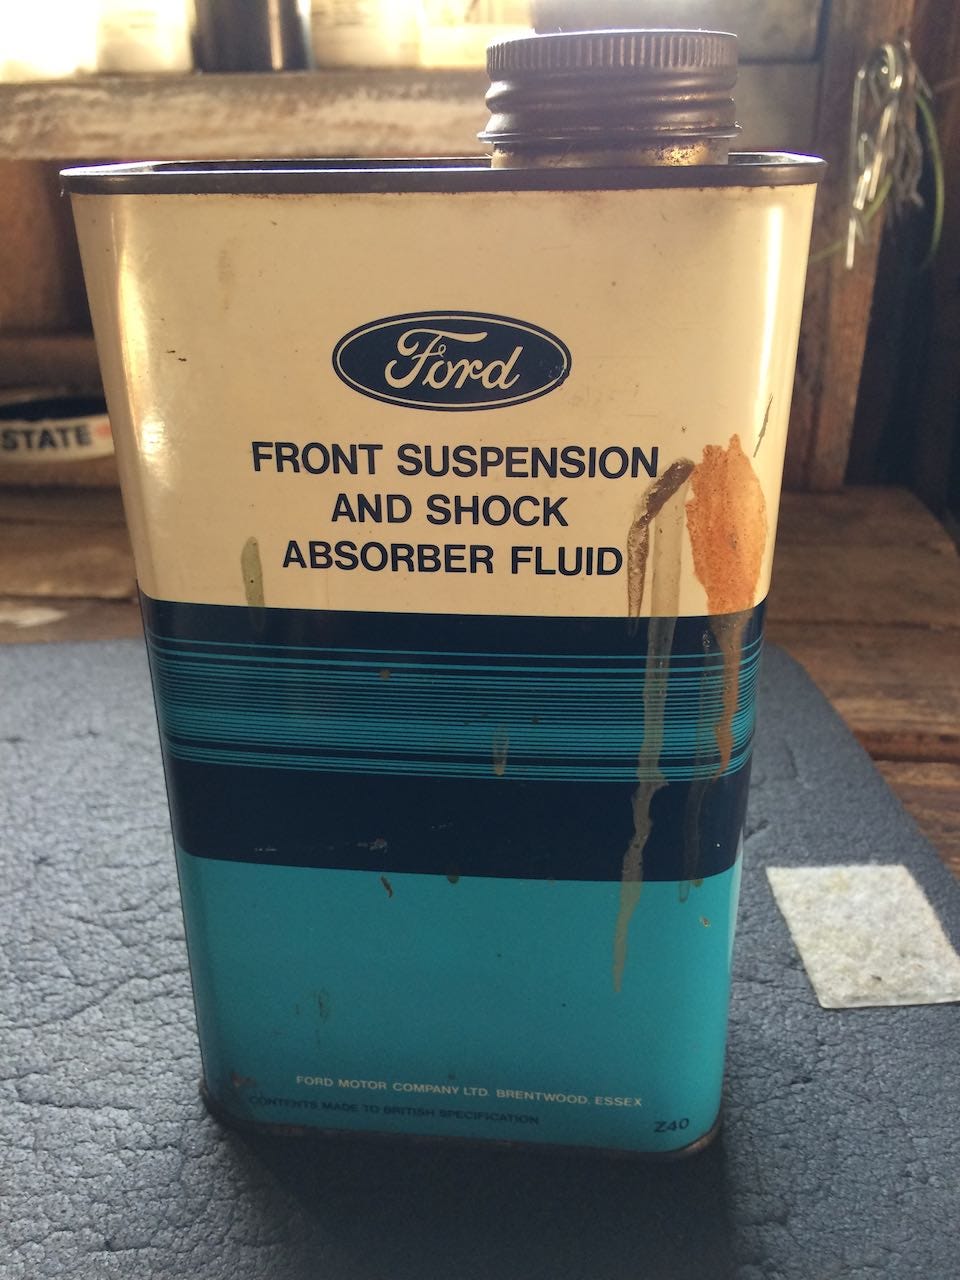 Ford
FRONT SUSPENSION
AND SHOCK
ABSORBER FLUID
STATE
FORD MOTOR COMPANY LTD. BRENTWOOD. ESSEX
CONTENTS MADE TO BRITISH SPECIFICATION
Z40